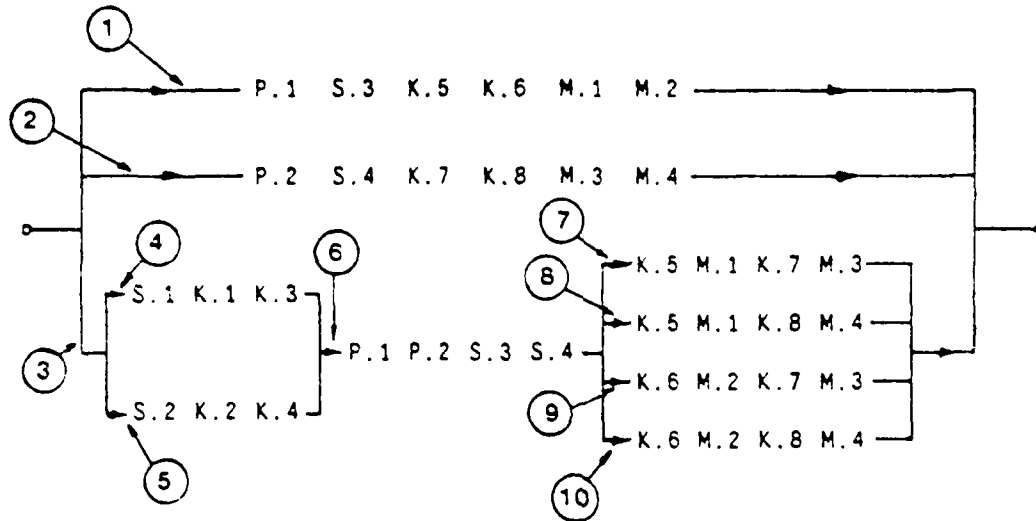 1
P.1 S.3 K.5 K.6 M.1 M.2
2
P.2 S.4 K.7 K.8 M.3 M.4
4
6
7
S.1 K.1 K.3
K.5 M.1 K.7 M.3
8
K.5 M.1 K.8 M.4
3
P.1 P.2 S.3 S.4
K.6 M.2 K.7 M.3
9
S.2 K.2 K.4
K.6 M.2 K.8 M.4
5
10